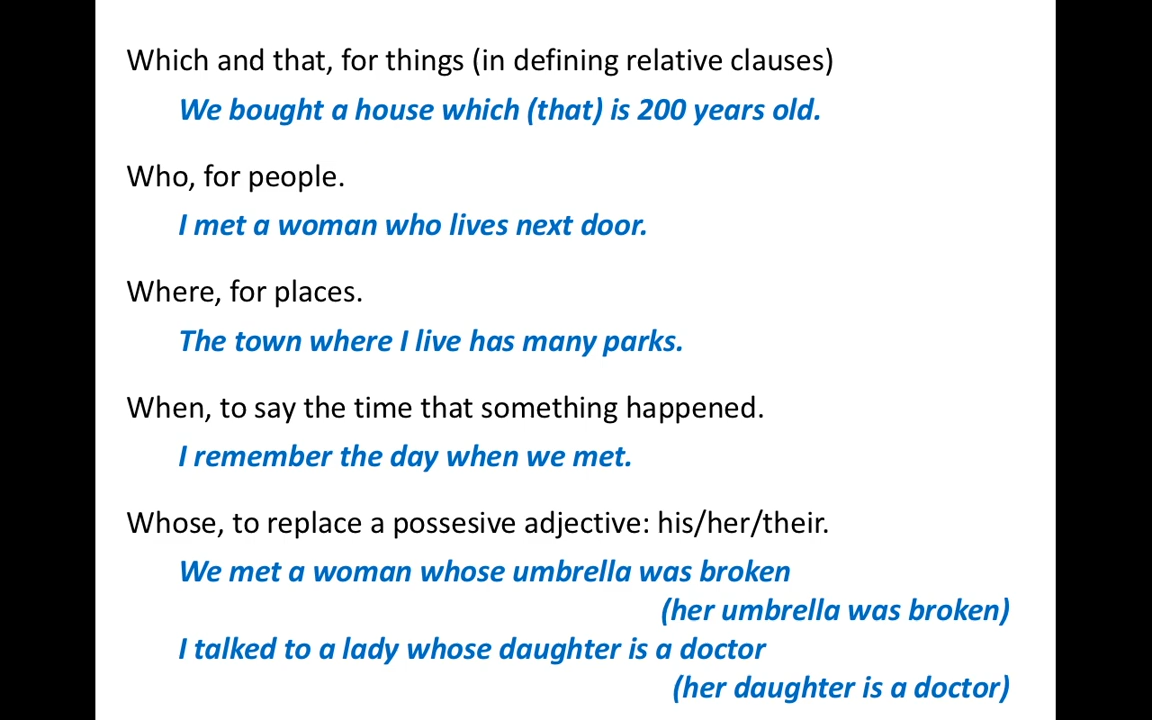 Which and that, for things (in defining relative clauses)
We bought a house which (that) is 200 years old.
Who, for people.
I met a woman who lives next door.
Where, for places.
The town where I live has many parks.
When, to say the time that something happened.
I remember the day when we met.
Whose, to replace a possesive adjective: his/her/their.
We met a woman whose umbrella was broken
(her umbrella was broken)
I talked to a lady whose daughter is a doctor
(her daughter is a doctor)